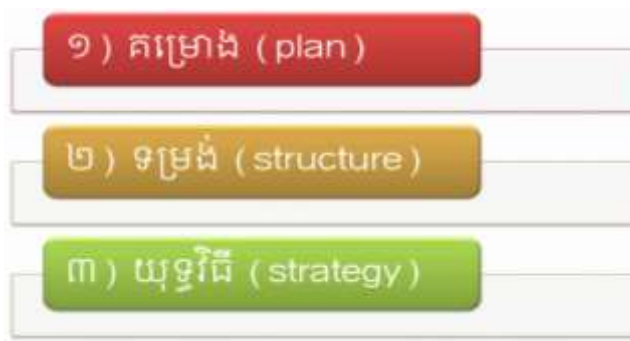 ១) គម្រោង (plan)
២) ទម្រង់ (structure)
៣) យុទ្ធវិធី (strategy)